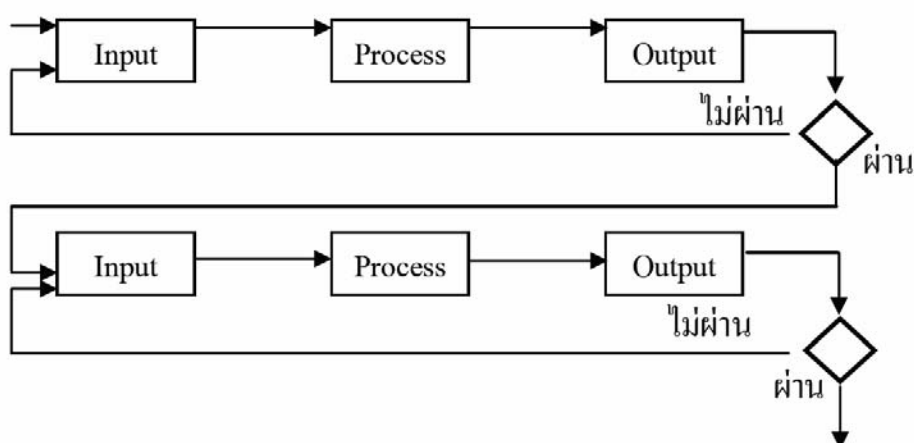 Input
Process
Output
ไม่ผ่าน
ผ่าน
Input
Process
Output
ไม่ผ่าน
ผ่าน